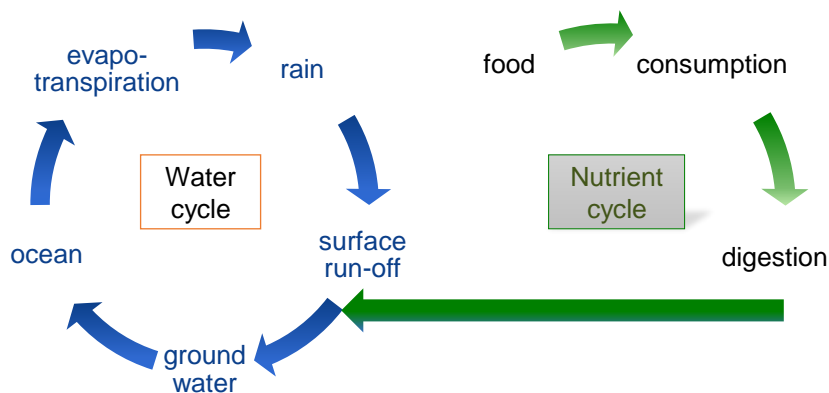 evapo-
transpiration
rain
food
consumption
Water
cycle
Nutrient
cycle
ocean
surface
run-off
digestion
ground
water